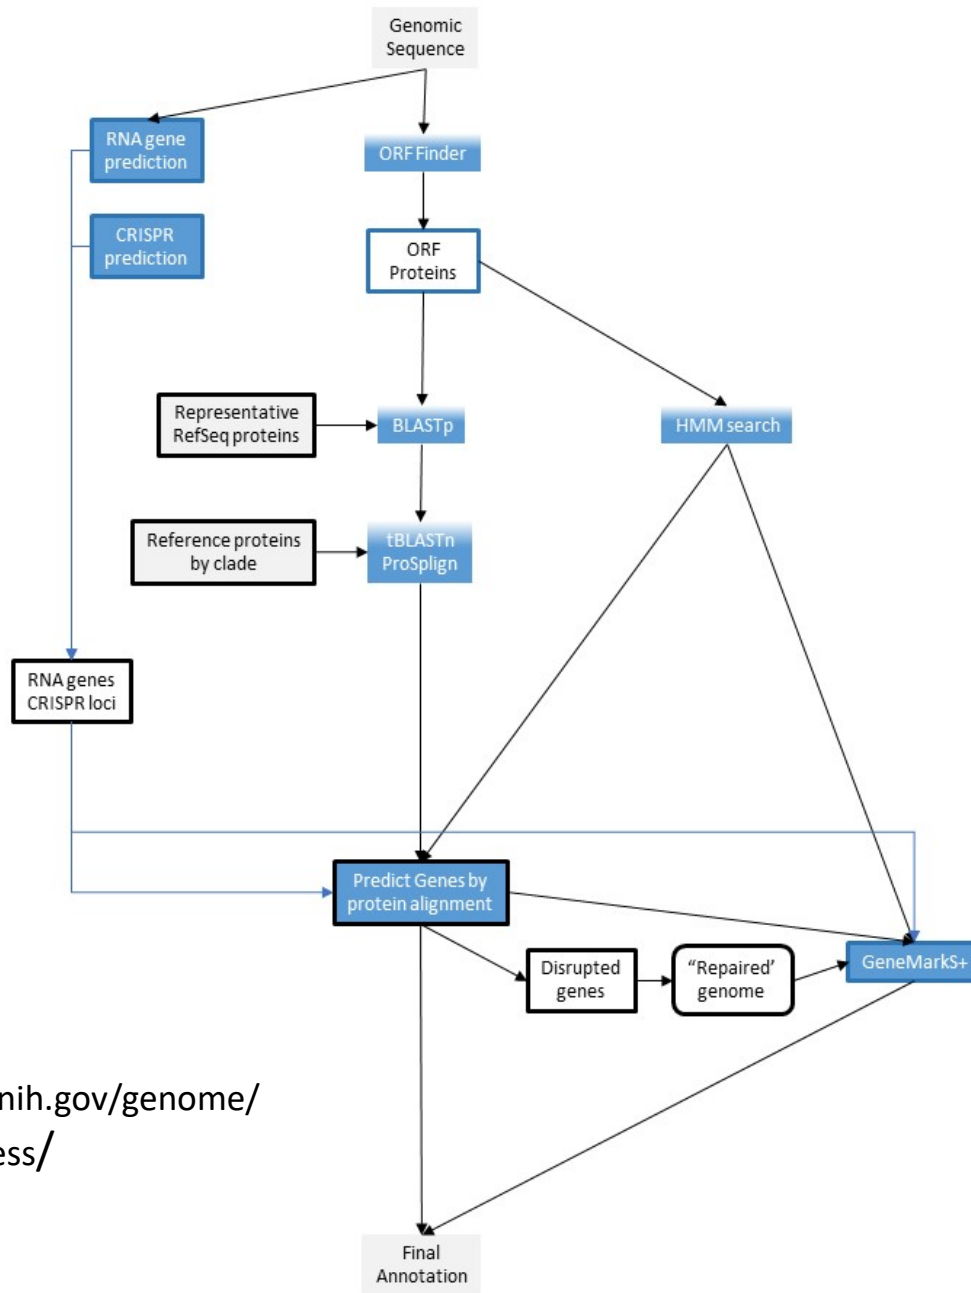 Genomic
Sequence
RNA gene
prediction
ORF Finder
CRISPR
prediction
ORF
Proteins
Representative
RefSeq proteins
BLASTp
HMM search
Reference proteins
by clade
tBLASTn
ProSplign
RNA genes
CRISPR loci
Predict Genes by
protein alignment
Disrupted
genes
“Repaired’
genome
GeneMarkS+
nih.gov/genome/
ess/
Final
Annotation